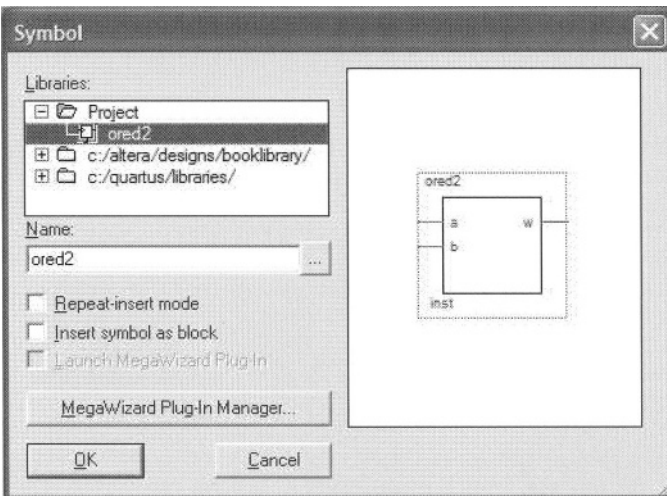 Symbol
Libraries:
Project
ored2
c:/altera/designs/booklibrary/
c:/quartus/libraries/
Name:
ored2
...
Repeat-insert mode
Insert symbol as block
Launch MegaWizard Plug-In
MegaWizard Plug-In Manager...
OK
Cancel
ored2
a w
b
inst